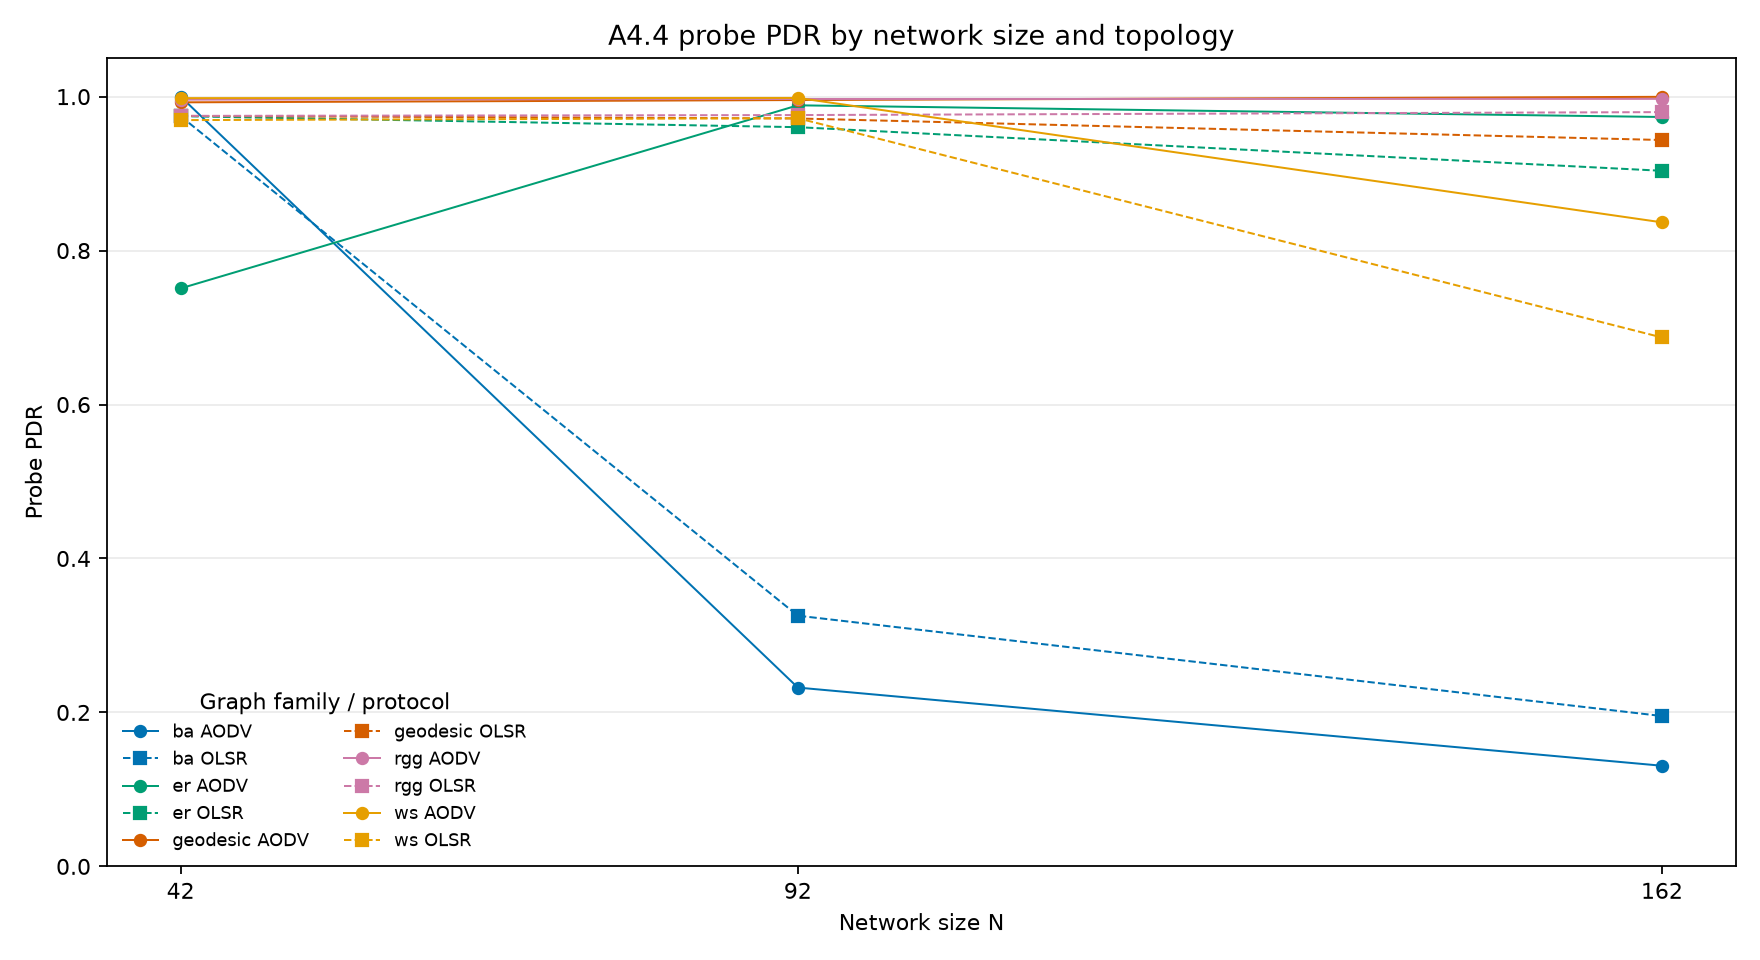 A4.4 probe PDR by network size and topology
1.0
0.8
0.6
0.4
0.2
0.0
Probe PDR
Graph family / protocol
ba AODV
ba OLSR
er AODV
er OLSR
geodesic AODV
geodesic OLSR
rgg AODV
rgg OLSR
ws AODV
ws OLSR
42 92 162
Network size N